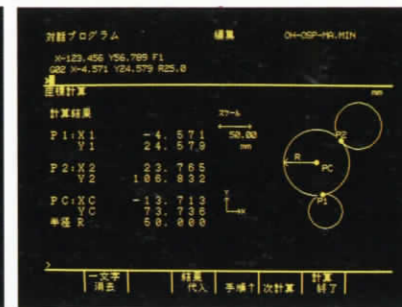 対話プログラム 編集 OH-OSP-MA.MIN
X-123.456 Y56.789 F1
G02 X-4.571 Y24.579 R25.0
座標計算 mm
計算結果
スケール
50.00
mm
P1:X1 -4.571
Y1 24.579
P2:X2 23.765
Y2 106.832
PC:XC -13.713
YC 73.736
半径 R 50.000
P2
R
PC
P1
Y
X
>
一文字消去 結果代入 手順↑ 次計算 計算終了